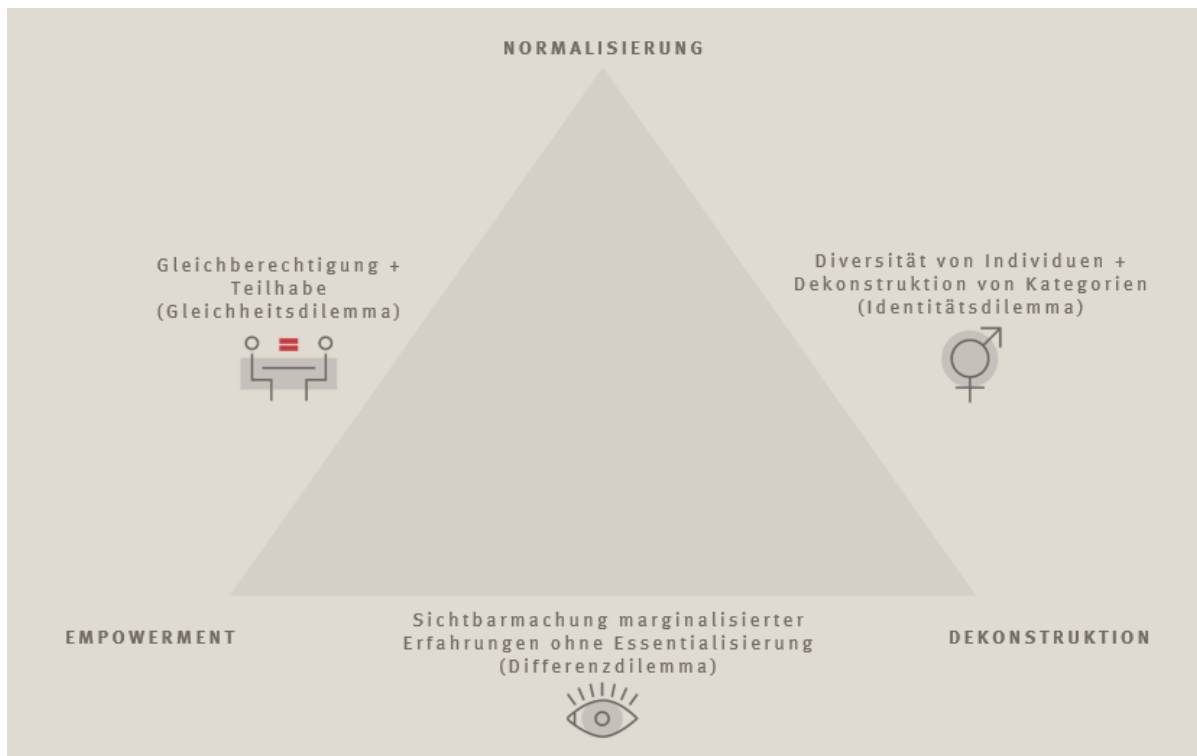 NORMALISIERUNG
Gleichberechtigung +
Teilhabe
(Gleichheitsdilemma)
Diversität von Individuen +
Dekonstruktion von Kategorien
(Identitätsdilemma)
EMPOWERMENT
Sichtbarmachung marginalisierter
Erfahrungen ohne Essentialisierung
(Differenzdilemma)
DEKONSTRUKTION